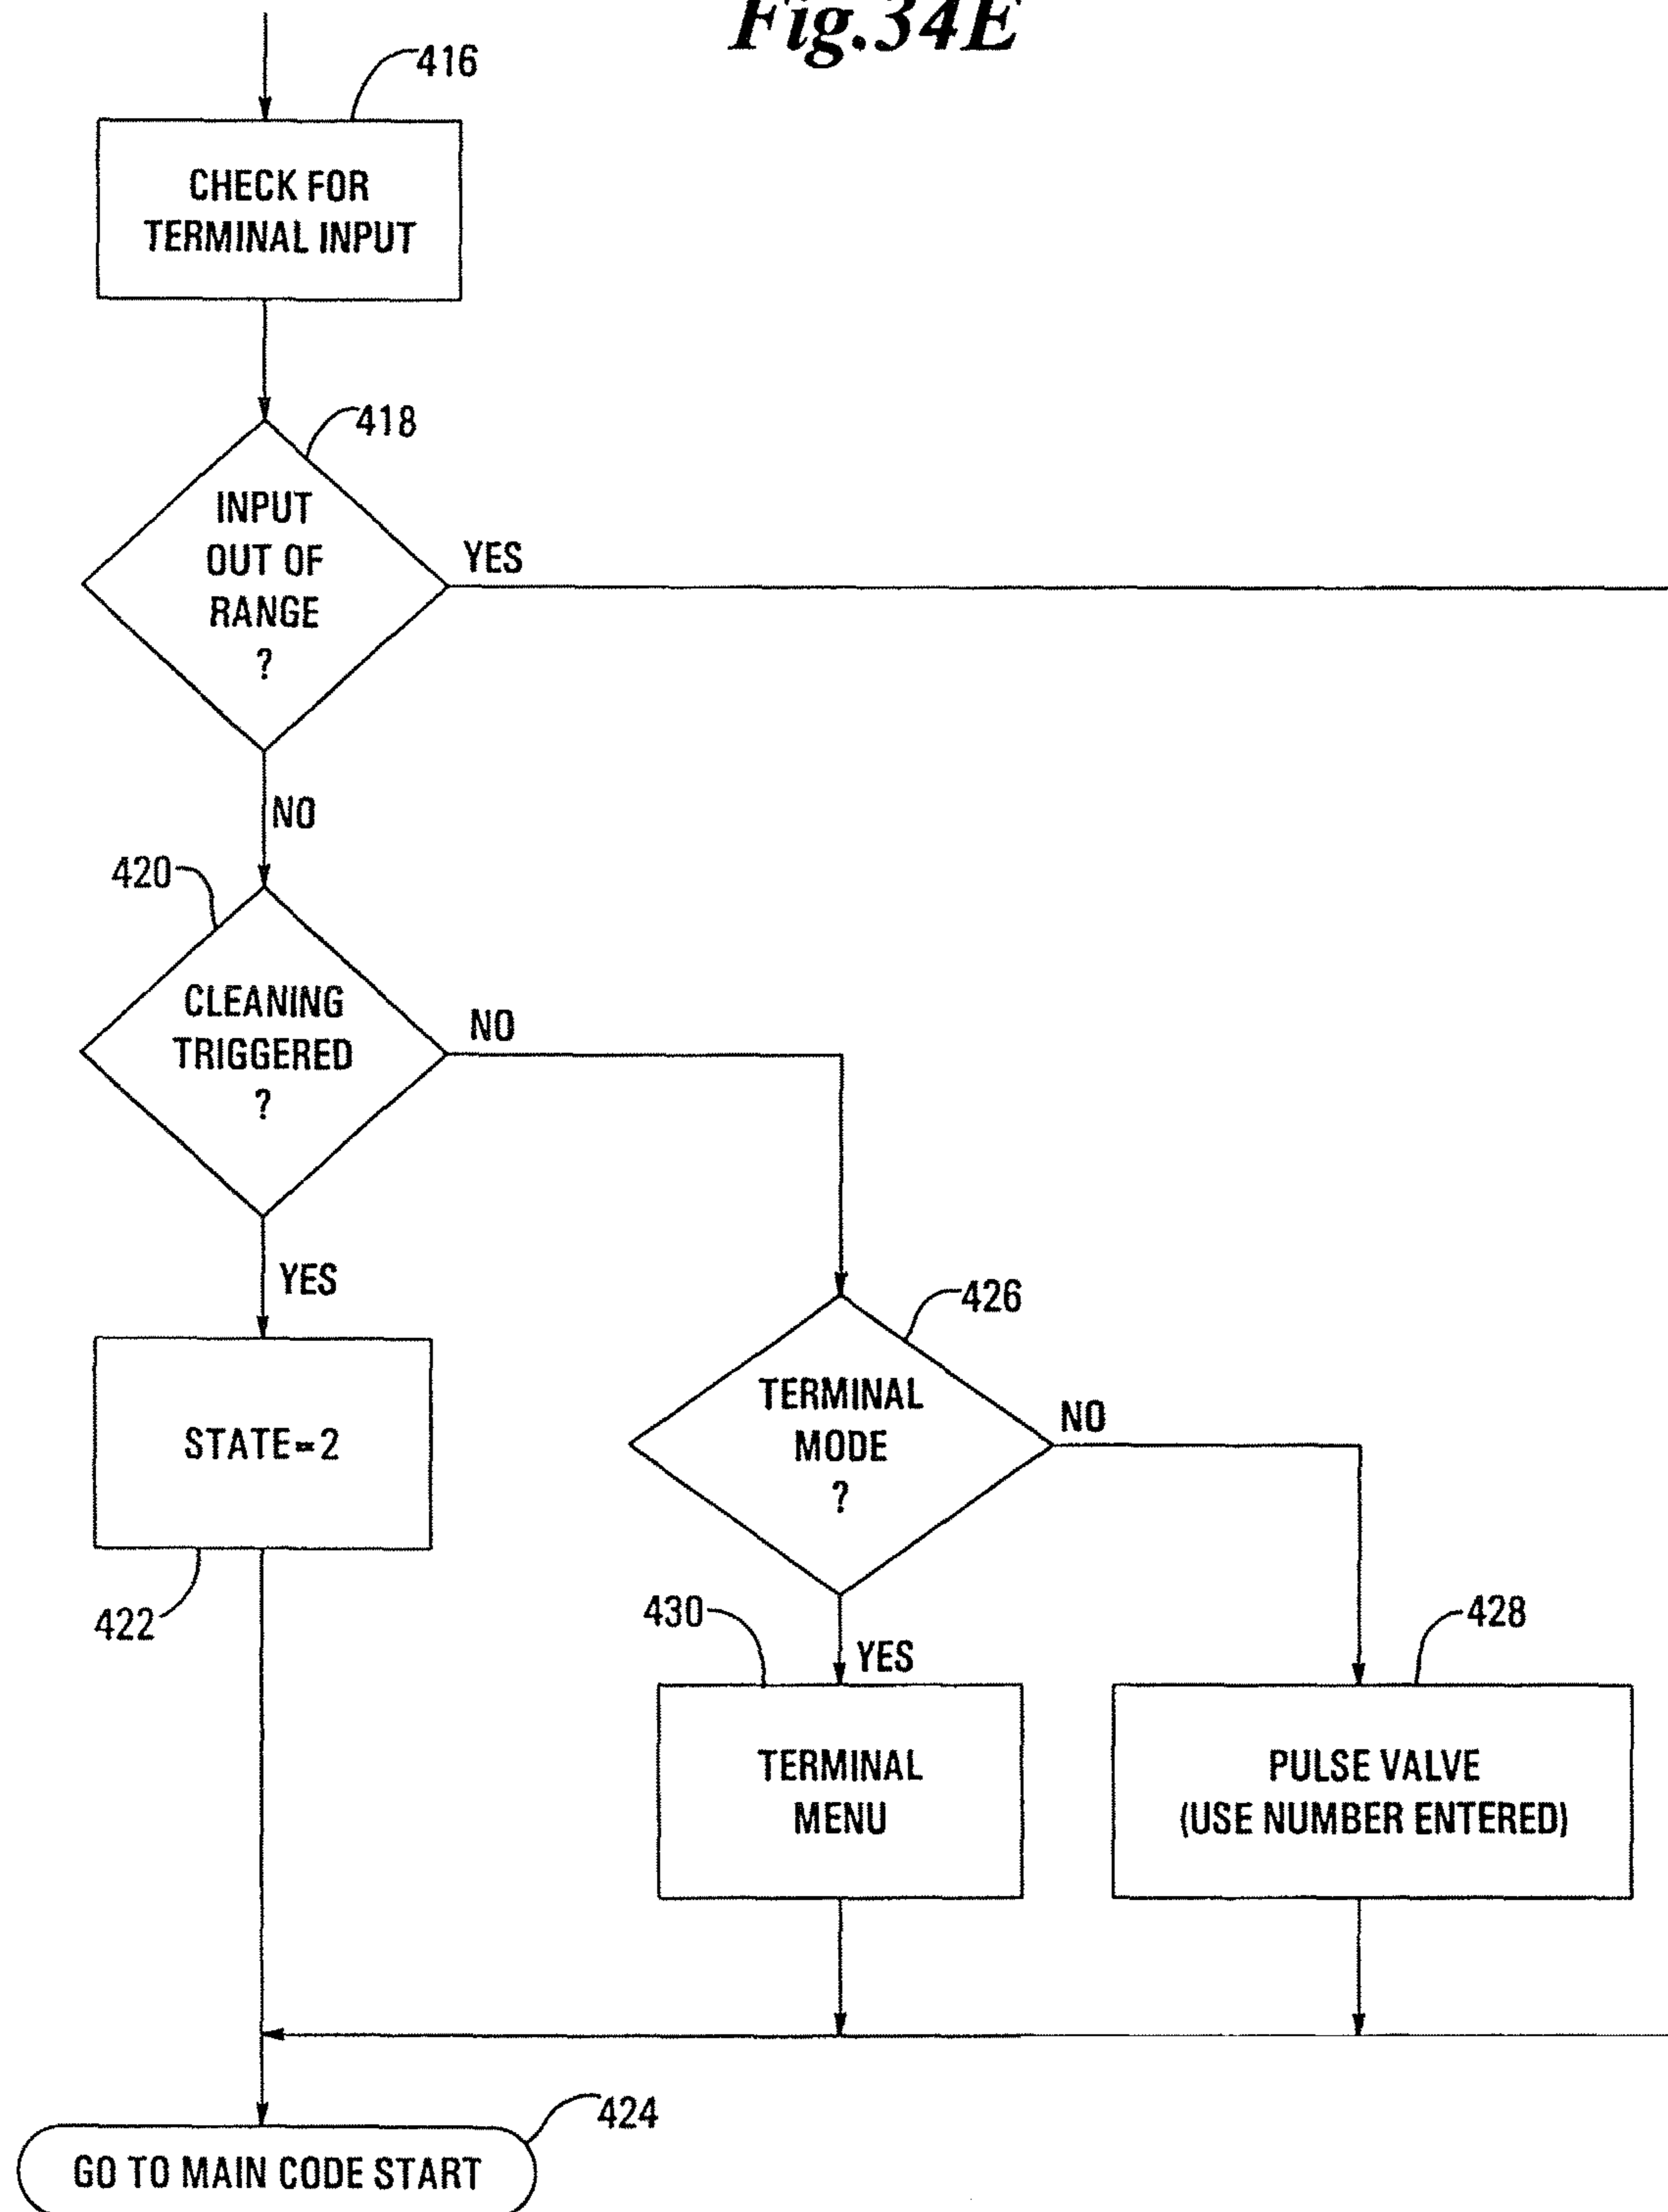 Fig.34E
416
CHECK FOR
TERMINAL INPUT
418
INPUT
OUT OF
RANGE
?
YES
NO
420
CLEANING
TRIGGERED
?
NO
YES
426
TERMINAL
MODE
?
NO
STATE=2
422
430
YES
428
TERMINAL
MENU
PULSE VALVE
(USE NUMBER ENTERED)
424
GO TO MAIN CODE START